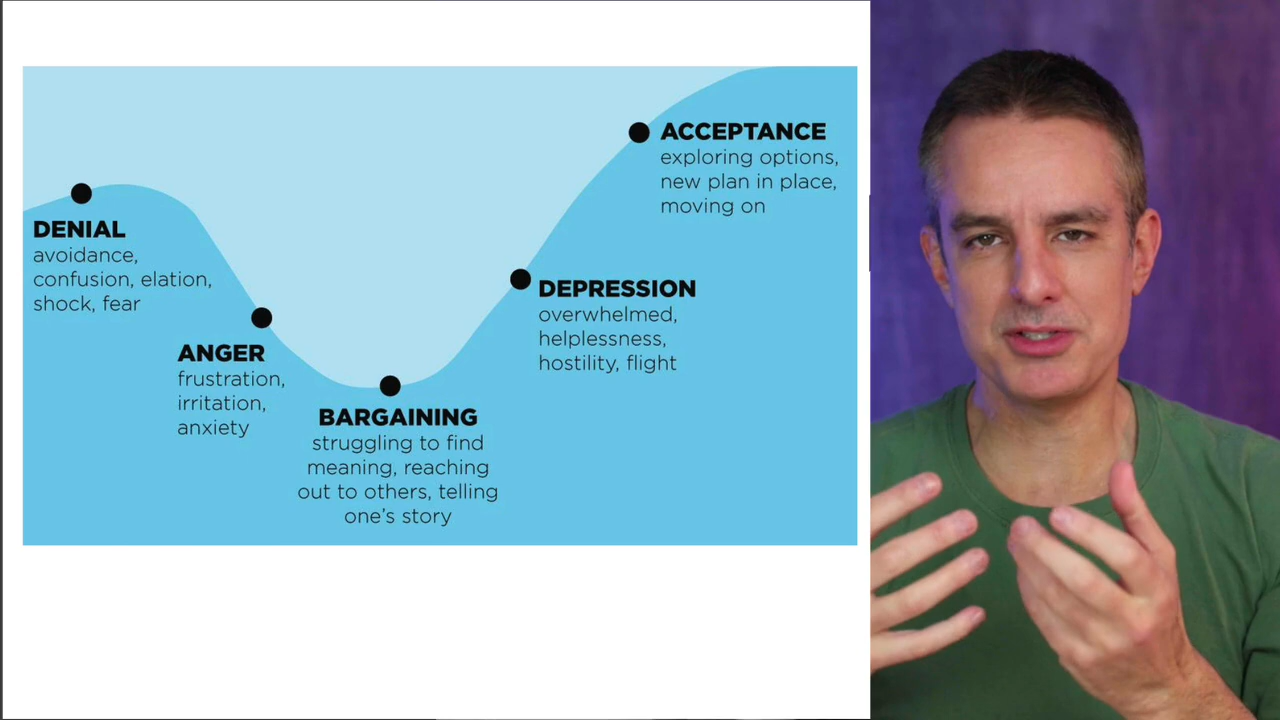 DENIAL
avoidance,
confusion, elation,
shock, fear
ANGER
frustration,
irritation,
anxiety
BARGAINING
struggling to find
meaning, reaching
out to others, telling
one's story
DEPRESSION
overwhelmed,
helplessness,
hostility, flight
ACCEPTANCE
exploring options,
new plan in place,
moving on